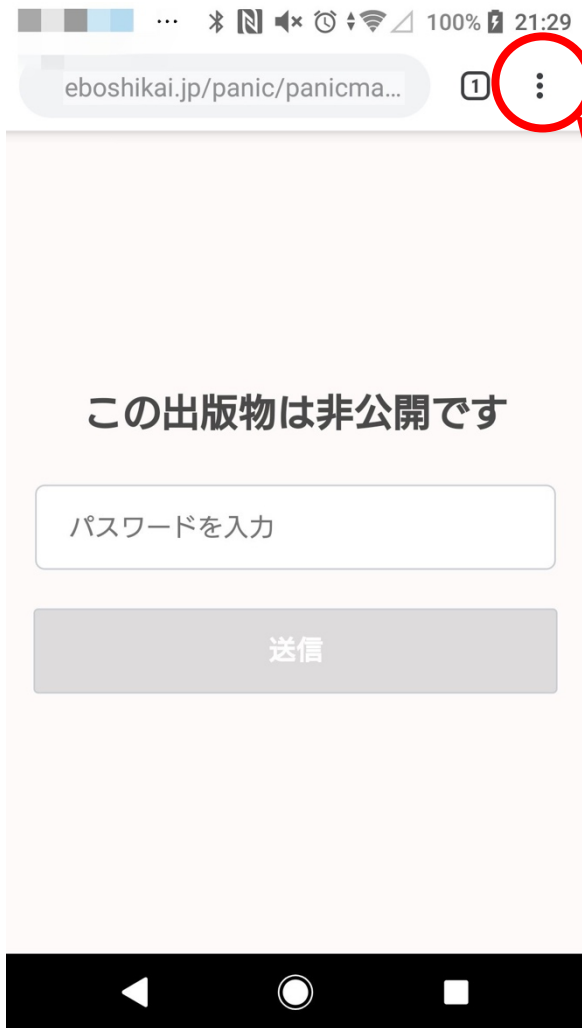 100% 21:29
eboshikai.jp/panic/panicma...
1
この出版物は非公開です
パスワードを入力
送信